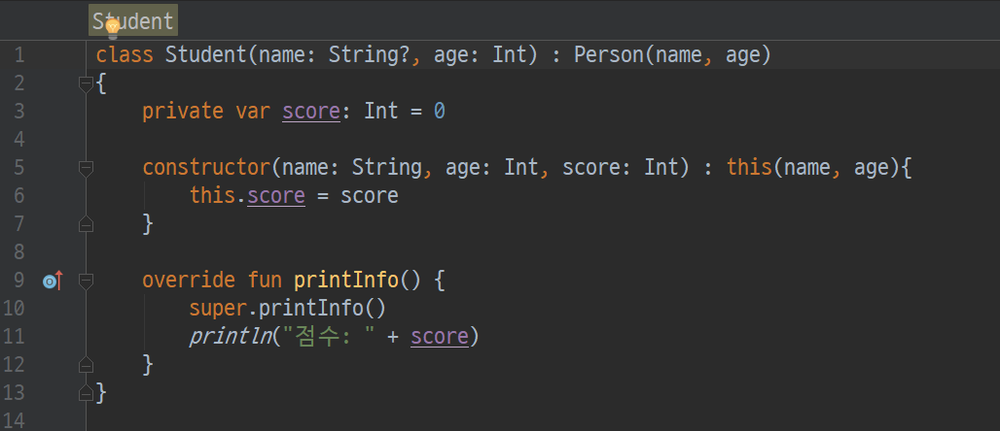 Student
1 class Student(name: String?, age: Int) : Person(name, age)
2 {
3     private var score: Int = 0
4
5     constructor(name: String, age: Int, score: Int) : this(name, age){
6         this.score = score
7     }
8
9     override fun printInfo() {
10         super.printInfo()
11         println("점수: " + score)
12     }
13 }
14